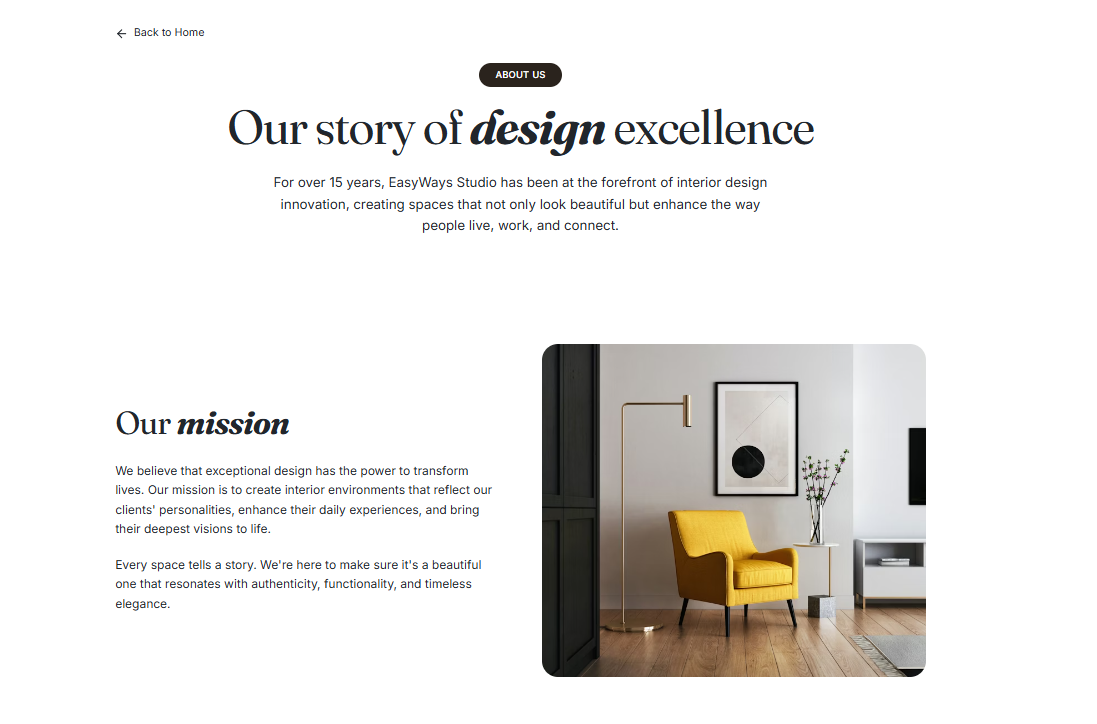 Back to Home
ABOUT US
Our story of design excellence
For over 15 years, EasyWays Studio has been at the forefront of interior design
innovation, creating spaces that not only look beautiful but enhance the way
people live, work, and connect.
Our mission
We believe that exceptional design has the power to transform
lives. Our mission is to create interior environments that reflect our
clients' personalities, enhance their daily experiences, and bring
their deepest visions to life.
Every space tells a story. We're here to make sure it's a beautiful
one that resonates with authenticity, functionality, and timeless
elegance.